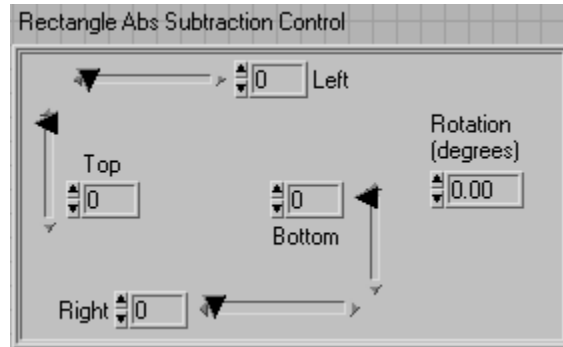 Rectangle Abs Subtraction Control
0 Left
Rotation
(degrees)
Top
0.00
0
0
Bottom
Right 0